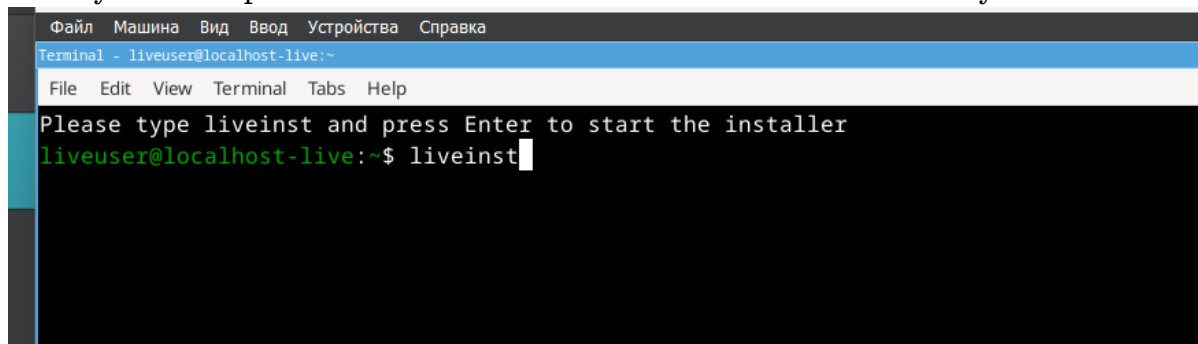 Файл Машина Вид Ввод Устройства Справка
Terminal - liveuser@localhost-live:~
File Edit View Terminal Tabs Help
Please type liveinst and press Enter to start the installer
liveuser@localhost-live:~$ liveinst